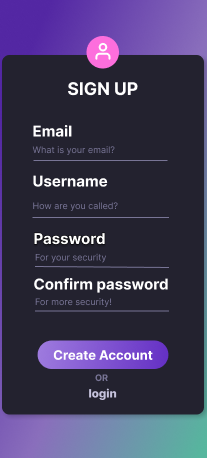 SIGN UP
Email
What is your email?
Username
How are you called?
Password
For your security
Confirm password
For more security!
Create Account
OR
login